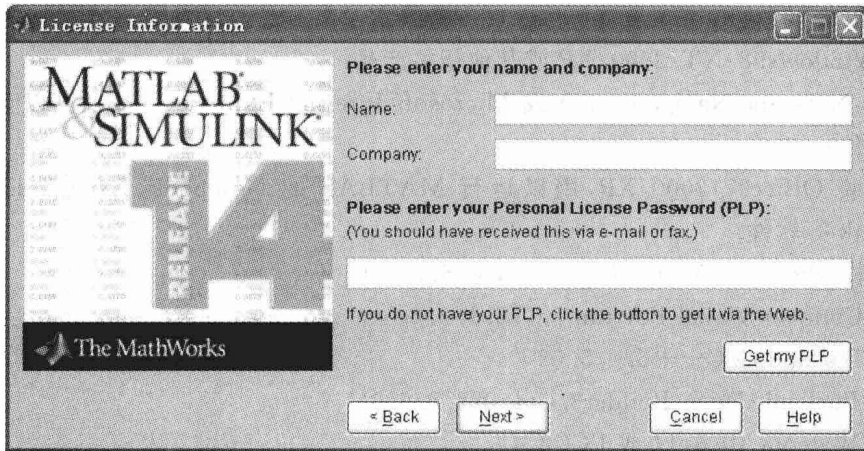 License Information
MATLAB®
& SIMULINK®
RELEASE
14
The MathWorks
Please enter your name and company:
Name:
Company:
Please enter your Personal License Password (PLP):
(You should have received this via e-mail or fax.)
If you do not have your PLP, click the button to get it via the Web.
Get my PLP
< Back
Next >
Cancel
Help